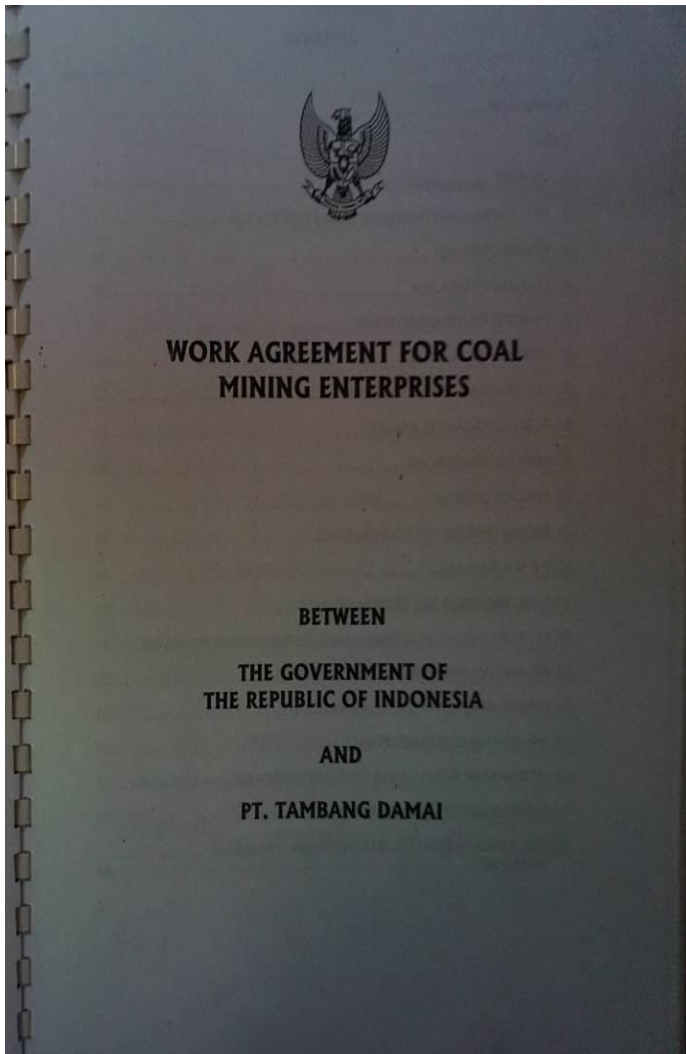 WORK AGREEMENT FOR COAL
MINING ENTERPRISES
BETWEEN
THE GOVERNMENT OF
THE REPUBLIC OF INDONESIA
AND
PT. TAMBANG DAMAI